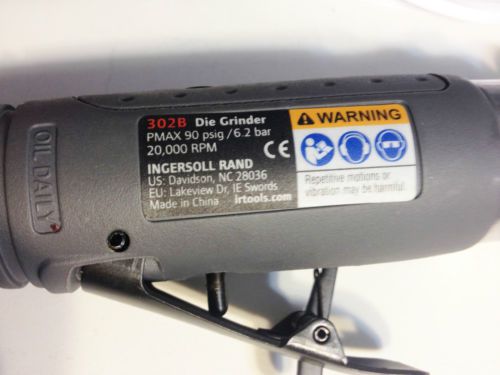 OIL DAILY
302B Die Grinder
PMAX 90 psig/6.2 bar
20,000 RPM
CE
INGERSOLL RAND
US: Davidson, NC 28036
EU: Lakeview Dr, IE Swords
Made in China irtools.com
WARNING
Repetitive motions or
vibration may be harmful.